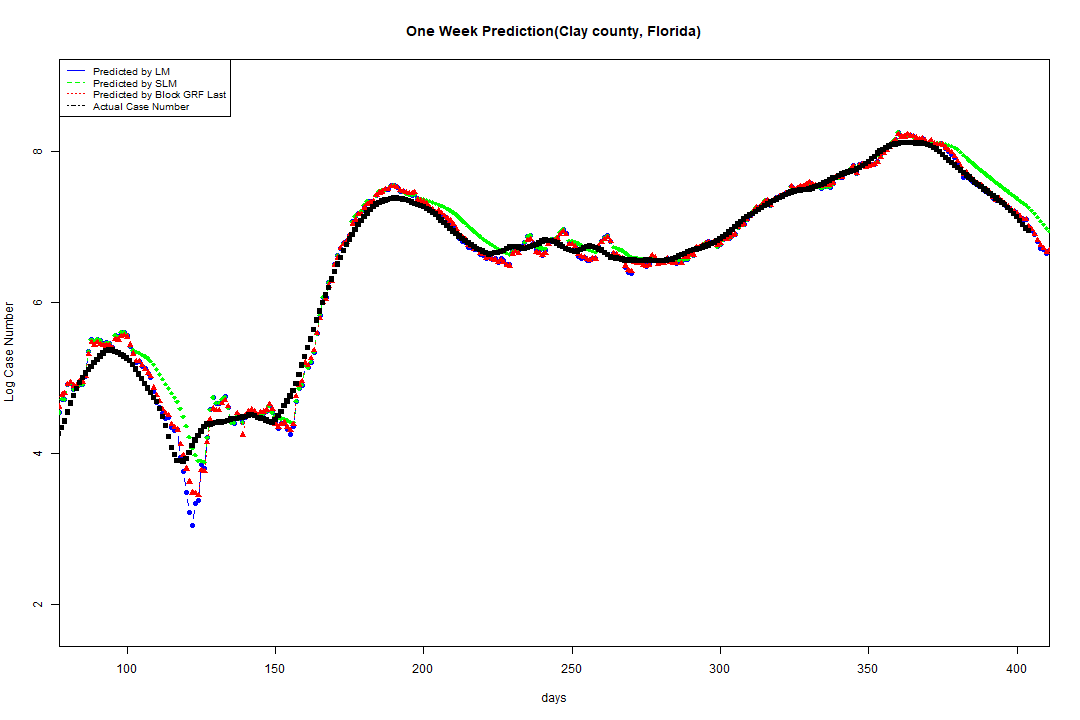 One Week Prediction(Clay county, Florida)
Predicted by LM
Predicted by SLM
Predicted by Block GRF Last
Actual Case Number
8
6
4
2
Log Case Number
100 150 200 250 300 350 400
days